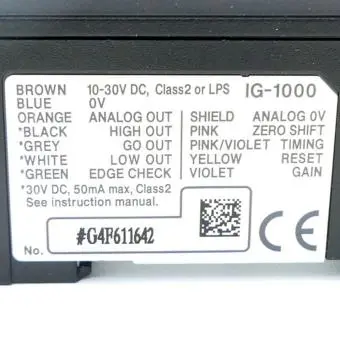 BROWN 10-30V DC, Class2 or LPS IG-1000
BLUE 0V
ORANGE ANALOG OUT SHIELD ANALOG 0V
*BLACK HIGH OUT PINK ZERO SHIFT
*GREY GO OUT PINK/VIOLET TIMING
*WHITE LOW OUT YELLOW RESET
*GREEN EDGE CHECK VIOLET GAIN
*30V DC, 50mA max, Class2
See instruction manual.
No. #G4F611642 CE